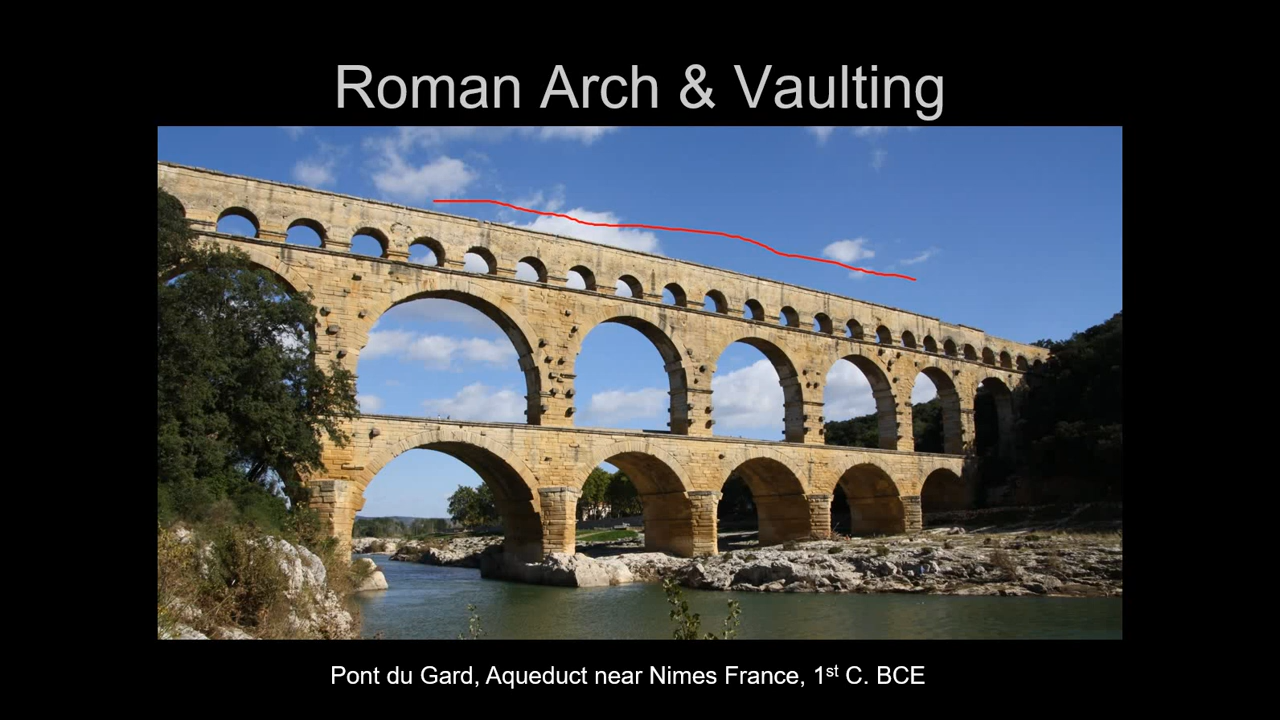 Roman Arch & Vaulting
Pont du Gard, Aqueduct near Nimes France, 1st C. BCE